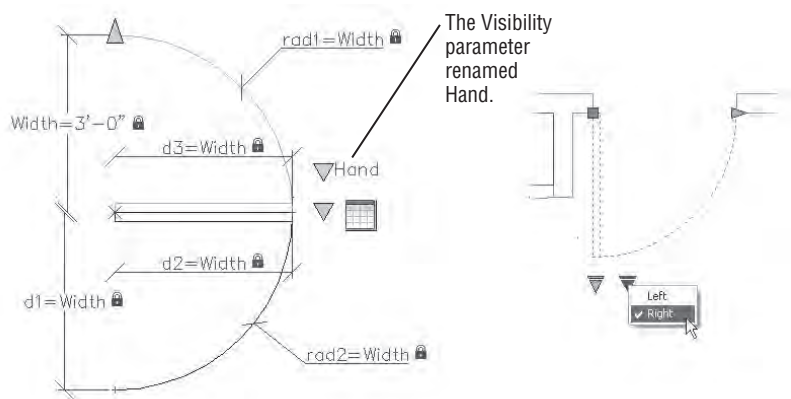 The Visibility
parameter
renamed
Hand.
rad1=Width
Width=3'-0"
d3=Width
Hand
d2=Width
d1=Width
rad2=Width
Left
Right